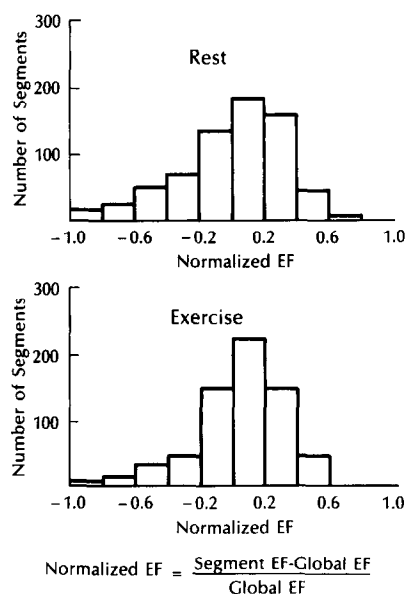 300
Rest
200
100
Number of Segments
-1.0 -0.6 -0.2 0.2 0.6 1.0
Normalized EF
300
Exercise
200
100
Number of Segments
-1.0 -0.6 -0.2 0.2 0.6 1.0
Normalized EF
Normalized EF = Segment EF-Global EF
Global EF